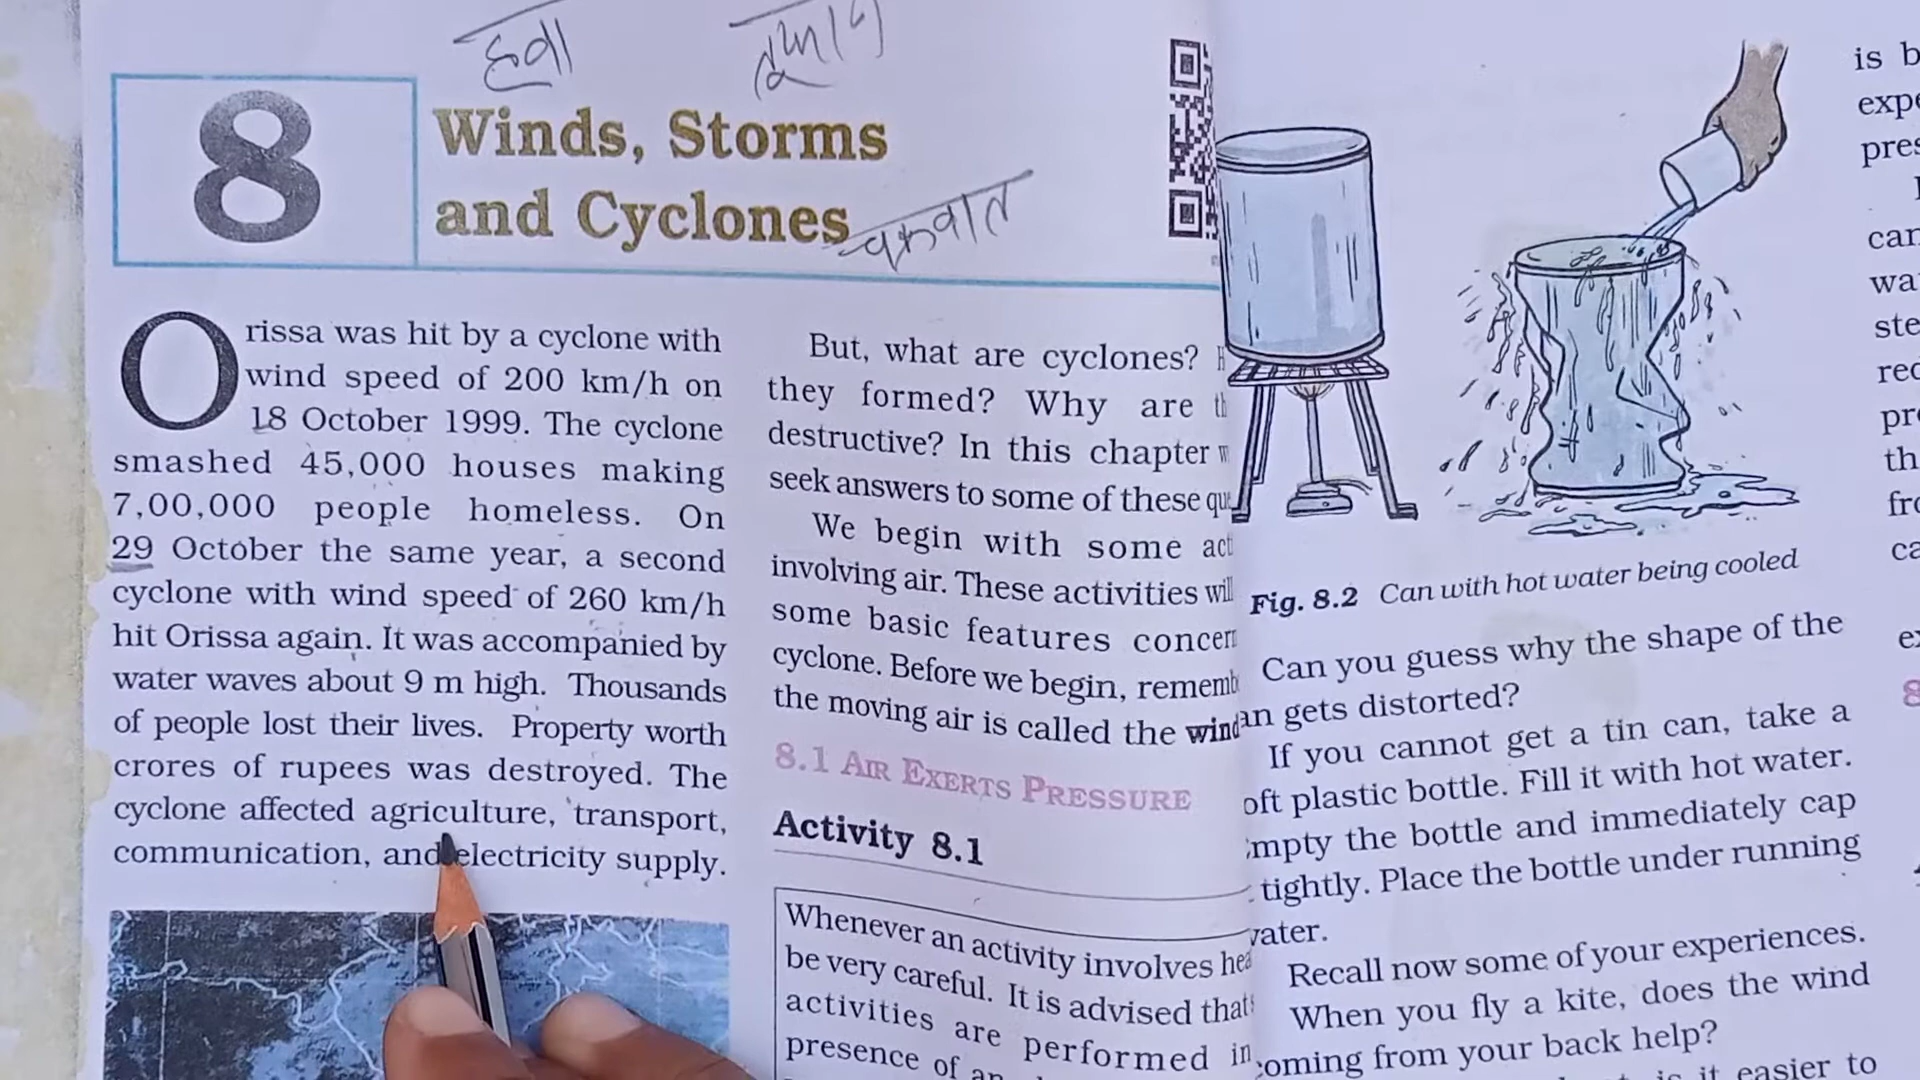 हवा
तूफान
8
Winds, Storms
and Cyclones
चक्रवात
Orissa was hit by a cyclone with
wind speed of 200 km/h on
18 October 1999. The cyclone
smashed 45,000 houses making
7,00,000 people homeless. On
29 October the same year, a second
cyclone with wind speed of 260 km/h
hit Orissa again. It was accompanied by
water waves about 9 m high. Thousands
of people lost their lives. Property worth
crores of rupees was destroyed. The
cyclone affected agriculture, transport,
communication, and electricity supply.
But, what are cyclones?
they formed? Why are
destructive? In this chapter
seek answers to some of these
We begin with some
involving air. These activities
some basic features
cyclone. Before we begin,
the moving air is called the wind
8.1 AIR EXERTS PRESSURE
Activity 8.1
Whenever an activity involves
be very careful. It is advised that
activities are performed in
presence of an
Fig. 8.2 Can with hot water being cooled
Can you guess why the shape of the
gets distorted?
If you cannot get a tin can, take a
plastic bottle. Fill it with hot water.
the bottle and immediately cap
tightly. Place the bottle under running
Recall now some of your experiences.
When you fly a kite, does the wind
from your back help?
is it easier to
is